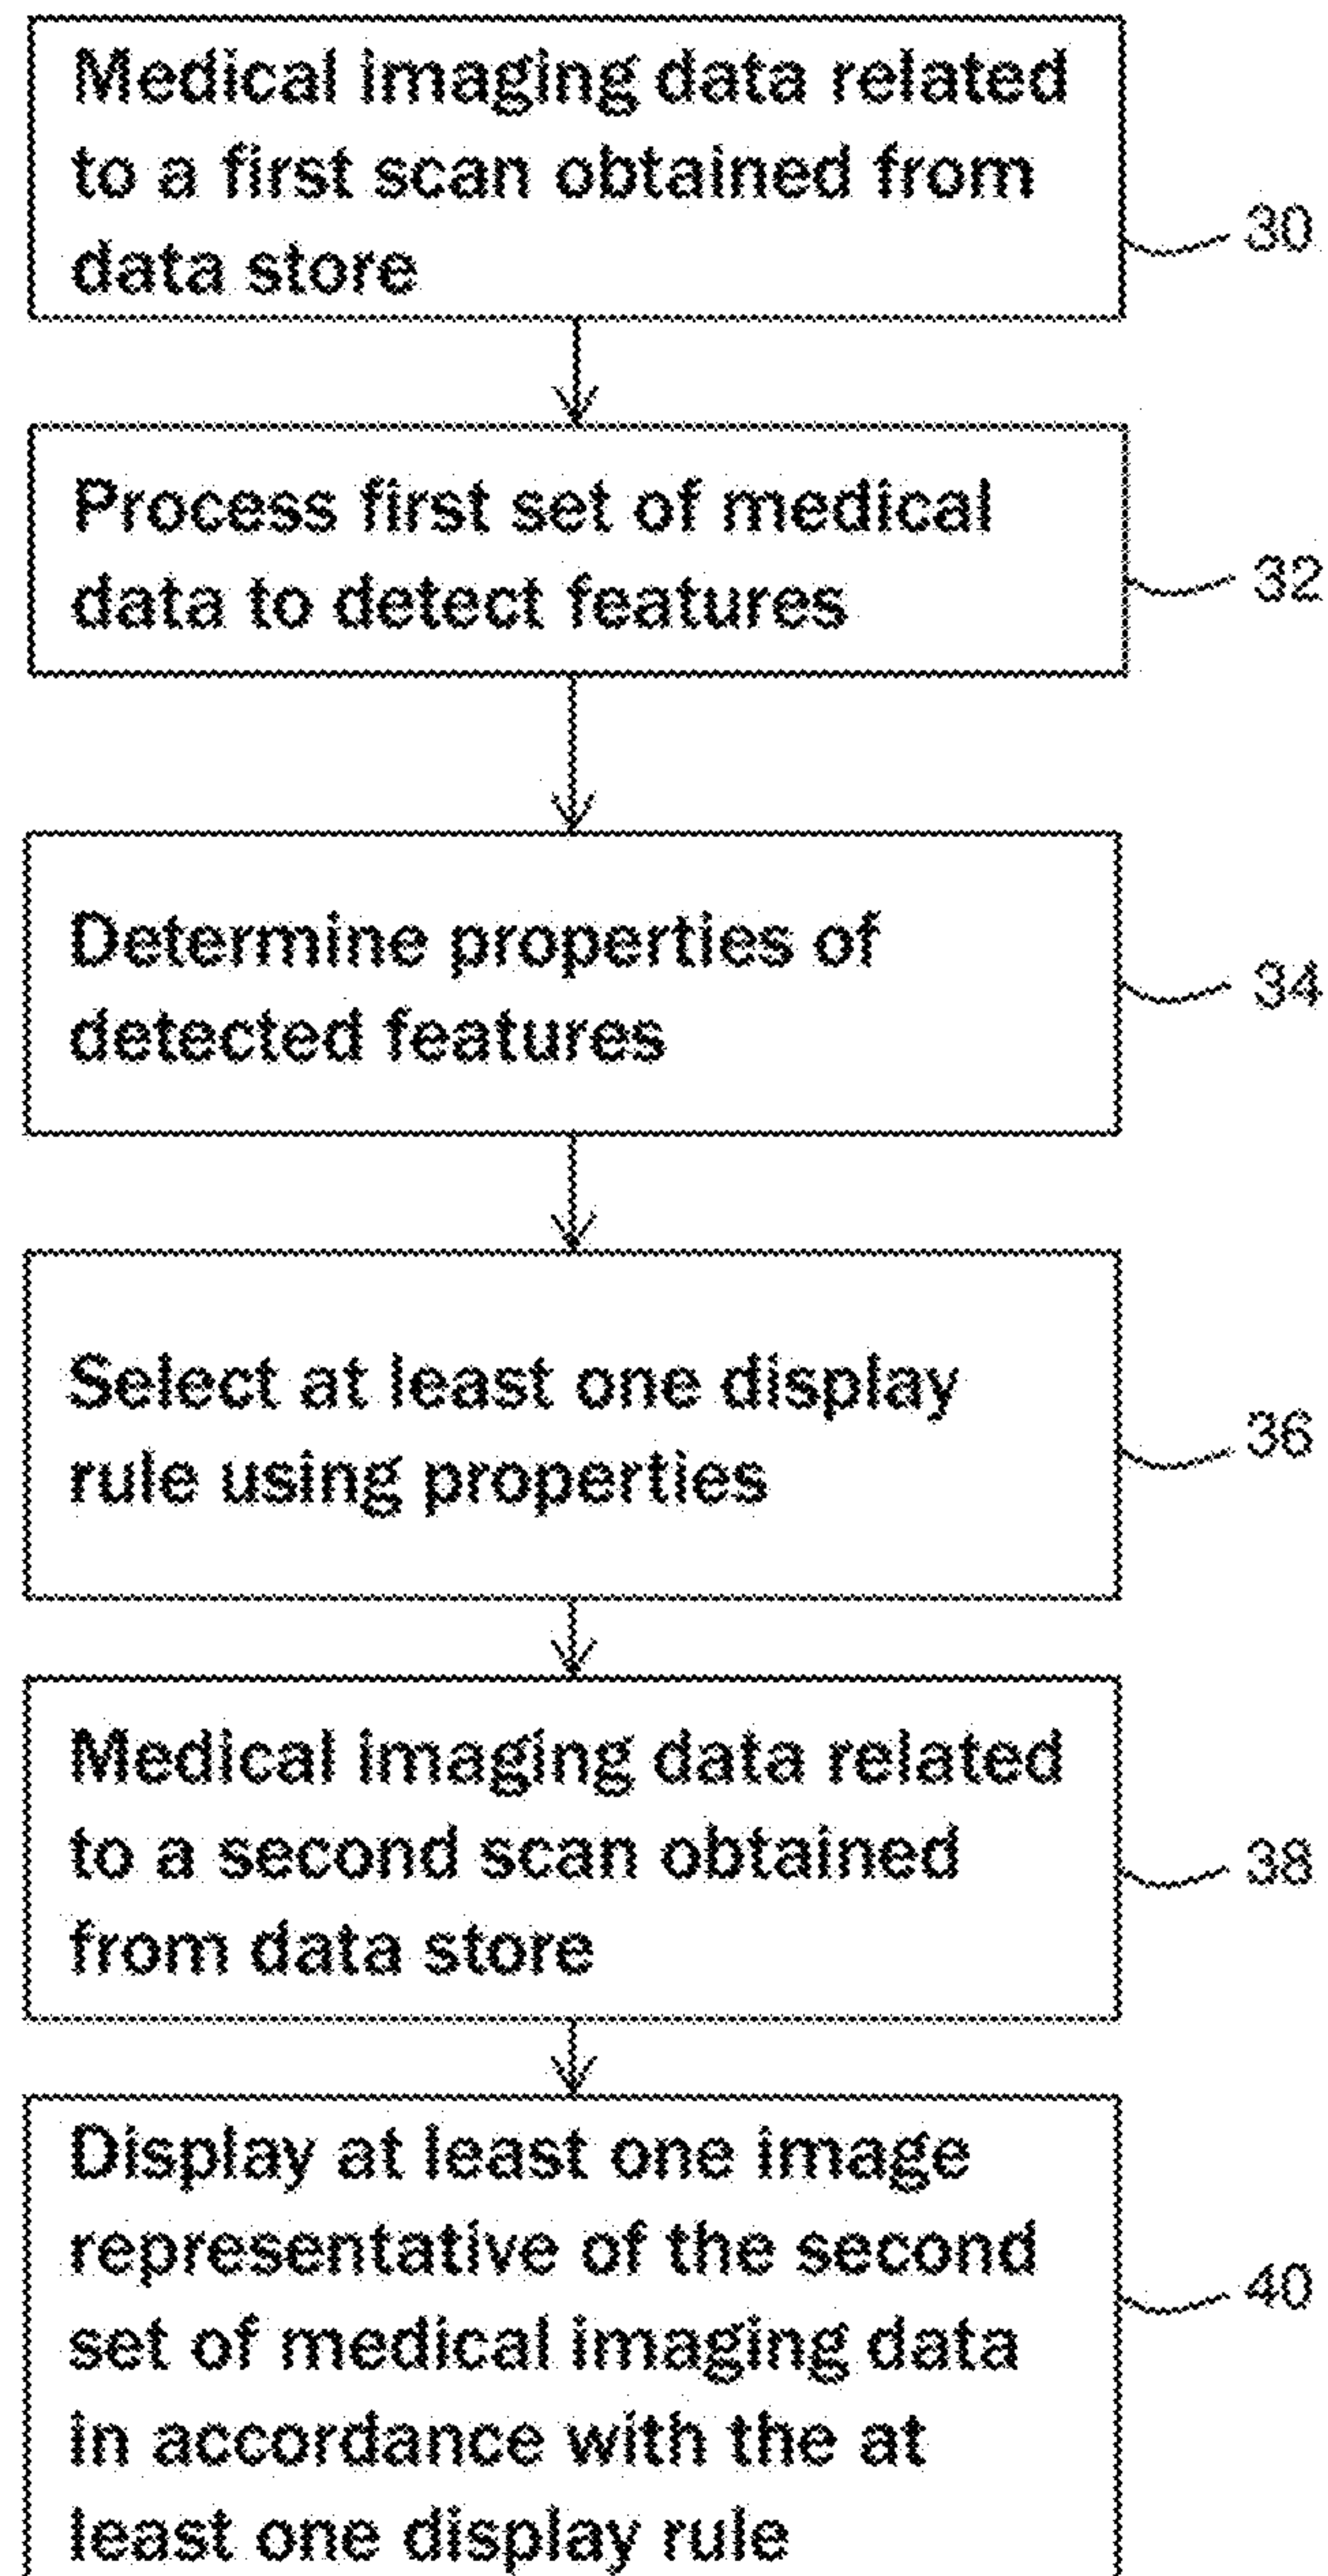 Medical imaging data related
to a first scan obtained from
data store
30
Process first set of medical
data to detect features
32
Determine properties of
detected features
34
Select at least one display
rule using properties
36
Medical imaging data related
to a second scan obtained
from data store
38
Display at least one image
representative of the second
set of medical imaging data
in accordance with the at
least one display rule
40